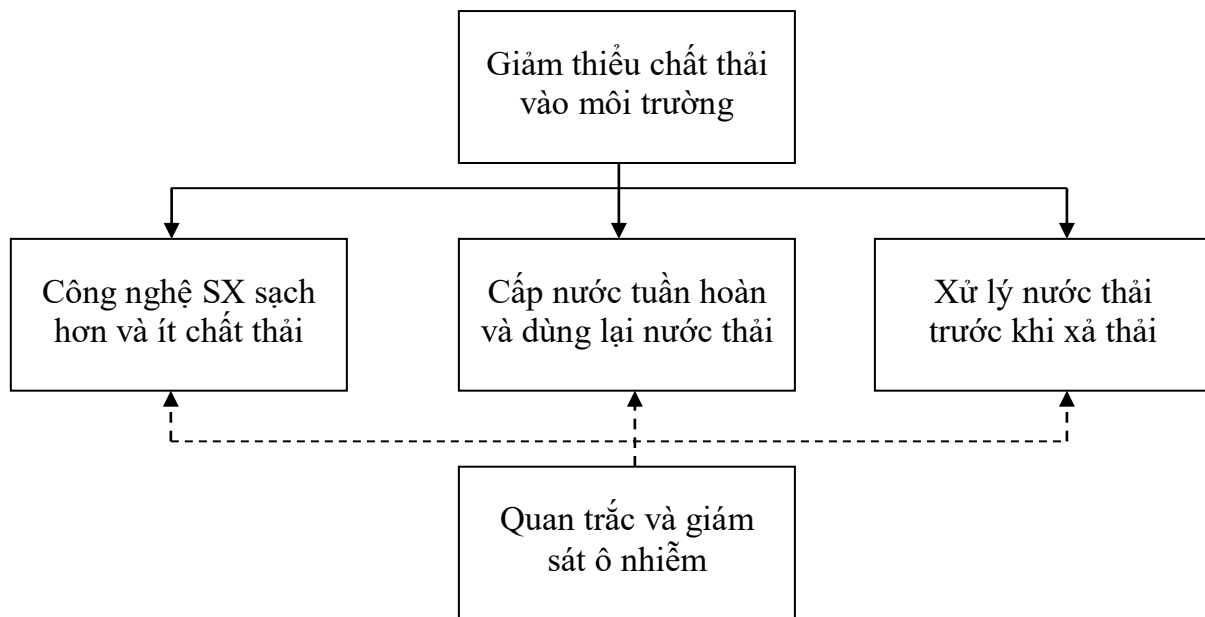 Giảm thiểu chất thải
vào môi trường
Công nghệ SX sạch
hơn và ít chất thải
Cấp nước tuần hoàn
và dùng lại nước thải
Xử lý nước thải
trước khi xả thải
Quan trắc và giám
sát ô nhiễm